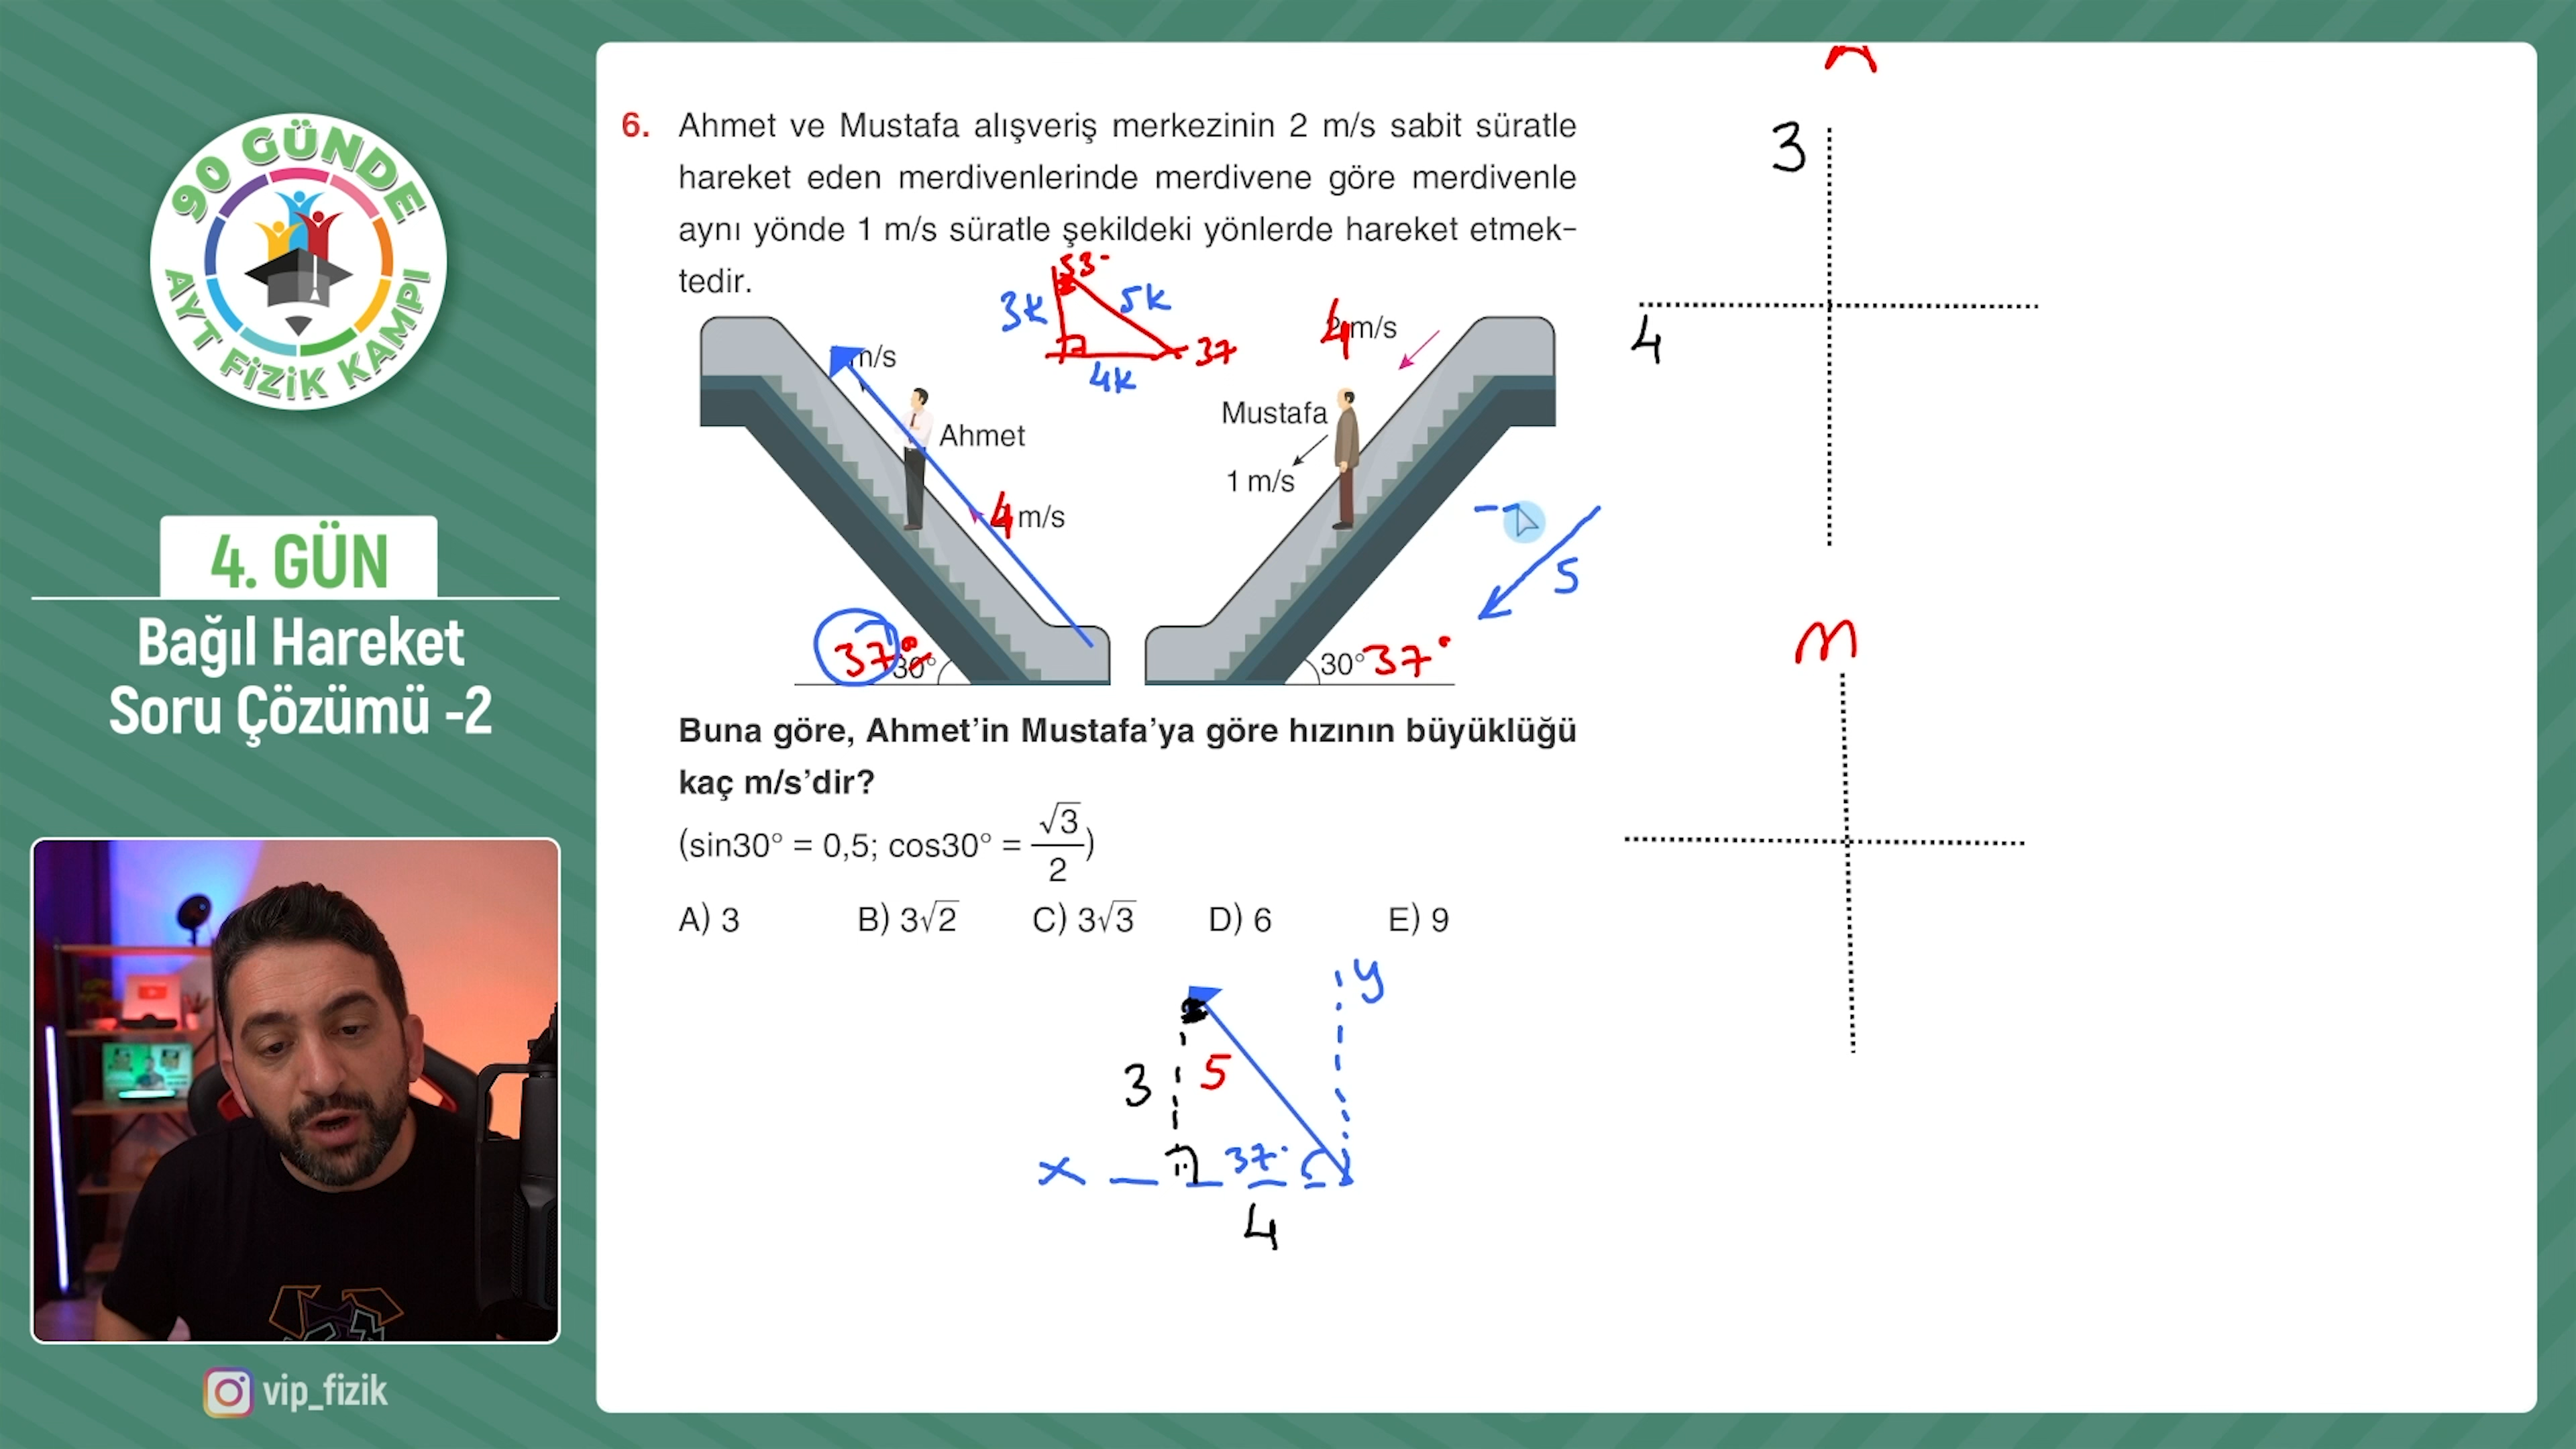 90 GÜNDE
AYT FİZİK KAMPI
4. GÜN
Bağıl Hareket
Soru Çözümü -2
vip_fizik
6. Ahmet ve Mustafa alışveriş merkezinin 2 m/s sabit süratle
hareket eden merdivenlerinde merdivene göre merdivenle
aynı yönde 1 m/s süratle şekildeki yönlerde hareket etmek-
tedir.
53°
3k
5k
37
4k
m/s
Ahmet
4 m/s
37°
30°
4 m/s
Mustafa
1 m/s
5
30° 37°
Buna göre, Ahmet'in Mustafa'ya göre hızının büyüklüğü
kaç m/s'dir?
(sin30° = 0,5; cos30° = √3/2)
A) 3 B) 3√2 C) 3√3 D) 6 E) 9
y
3
5
x
37°
4
3
4
M